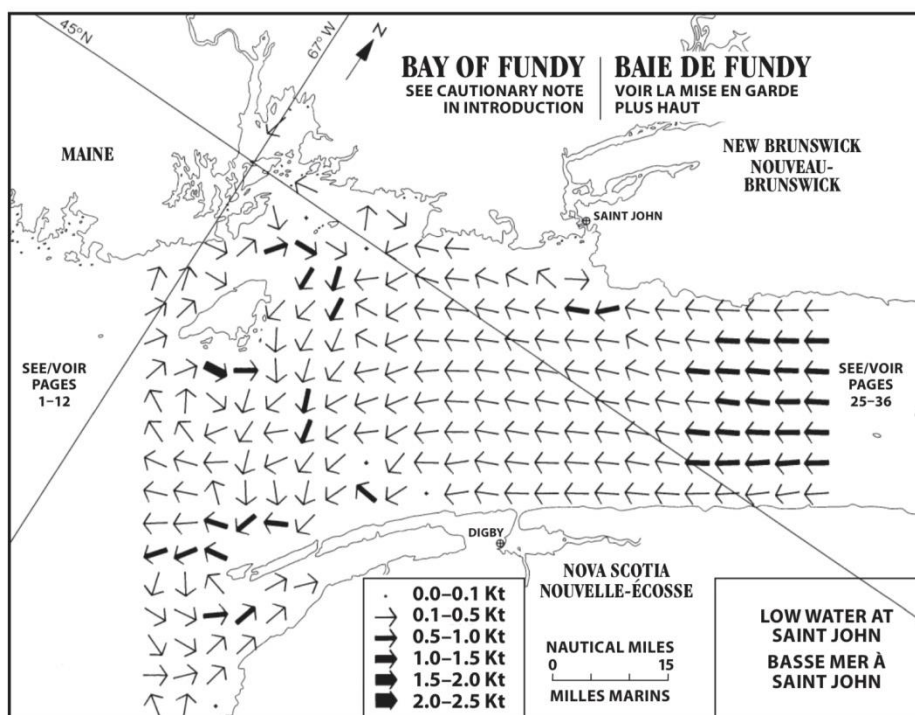 45°N
67°W
Z
BAY OF FUNDY
SEE CAUTIONARY NOTE
IN INTRODUCTION
BAIE DE FUNDY
VOIR LA MISE EN GARDE
PLUS HAUT
MAINE
NEW BRUNSWICK
NOUVEAU-
BRUNSWICK
SAINT JOHN
SEE/VOIR
PAGES
1–12
SEE/VOIR
PAGES
25–36
DIGBY
NOVA SCOTIA
NOUVELLE-ÉCOSSE
0.0–0.1 Kt
0.1–0.5 Kt
0.5–1.0 Kt
1.0–1.5 Kt
1.5–2.0 Kt
2.0–2.5 Kt
NAUTICAL MILES
0 15
MILLES MARINS
LOW WATER AT
SAINT JOHN
BASSE MER À
SAINT JOHN